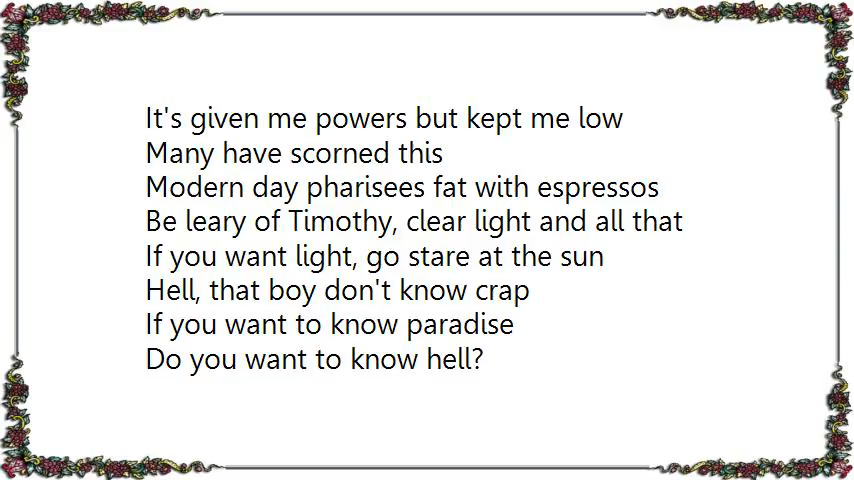 It's given me powers but kept me low
Many have scorned this
Modern day pharisees fat with espressos
Be leary of Timothy, clear light and all that
If you want light, go stare at the sun
Hell, that boy don't know crap
If you want to know paradise
Do you want to know hell?